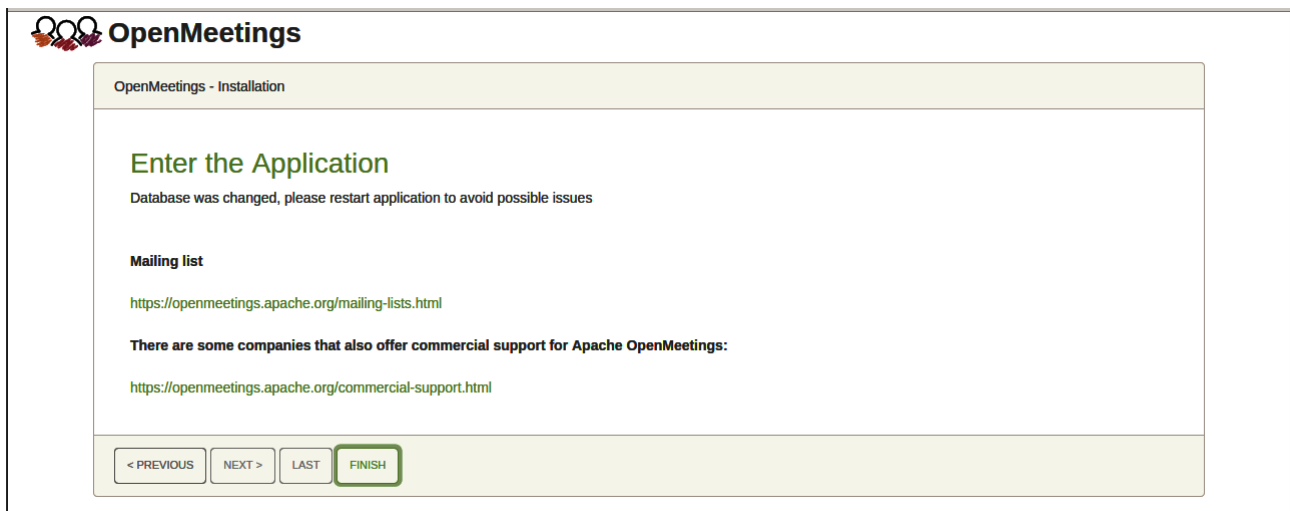 OpenMeetings
OpenMeetings - Installation
Enter the Application
Database was changed, please restart application to avoid possible issues
Mailing list
https://openmeetings.apache.org/mailing-lists.html
There are some companies that also offer commercial support for Apache OpenMeetings:
https://openmeetings.apache.org/commercial-support.html
< PREVIOUS NEXT > LAST FINISH